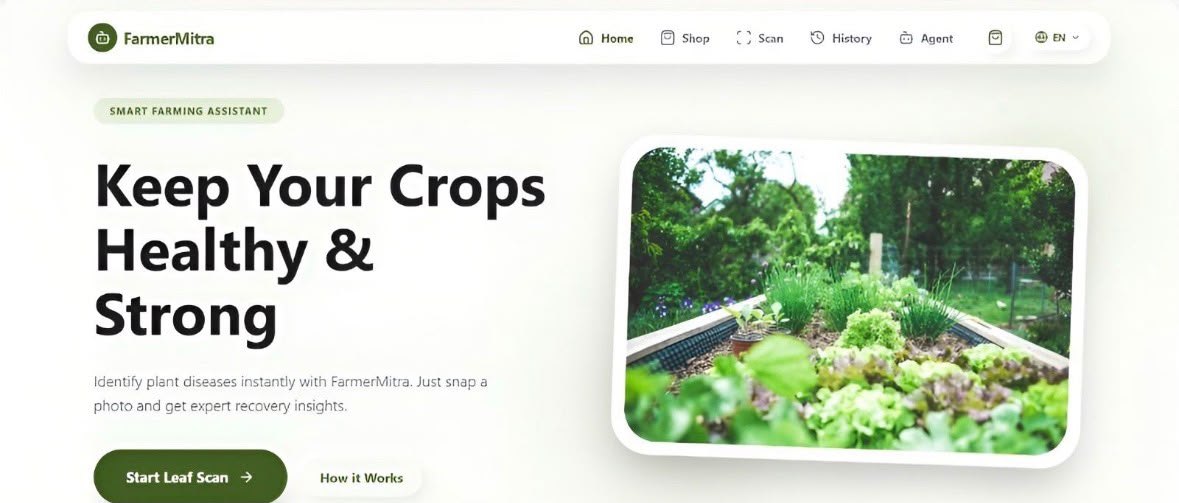 FarmerMitra
Home
Shop
Scan
History
Agent
EN
SMART FARMING ASSISTANT
Keep Your Crops
Healthy &
Strong
Identify plant diseases instantly with FarmerMitra. Just snap a
photo and get expert recovery insights.
Start Leaf Scan →
How it Works